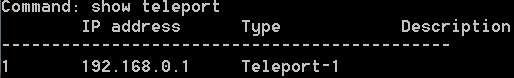 Command: show teleport
IP address Type Description
--------------------------------------------
1 192.168.0.1 Teleport-1